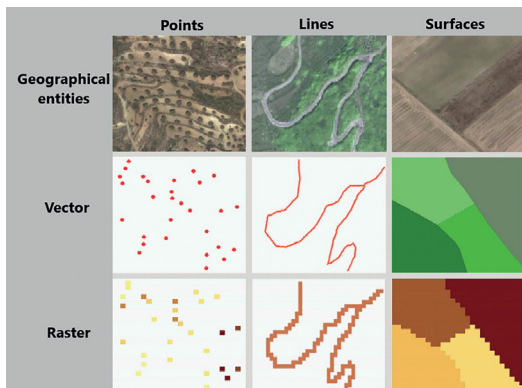 Points Lines Surfaces
Geographical
entities
Vector
Raster